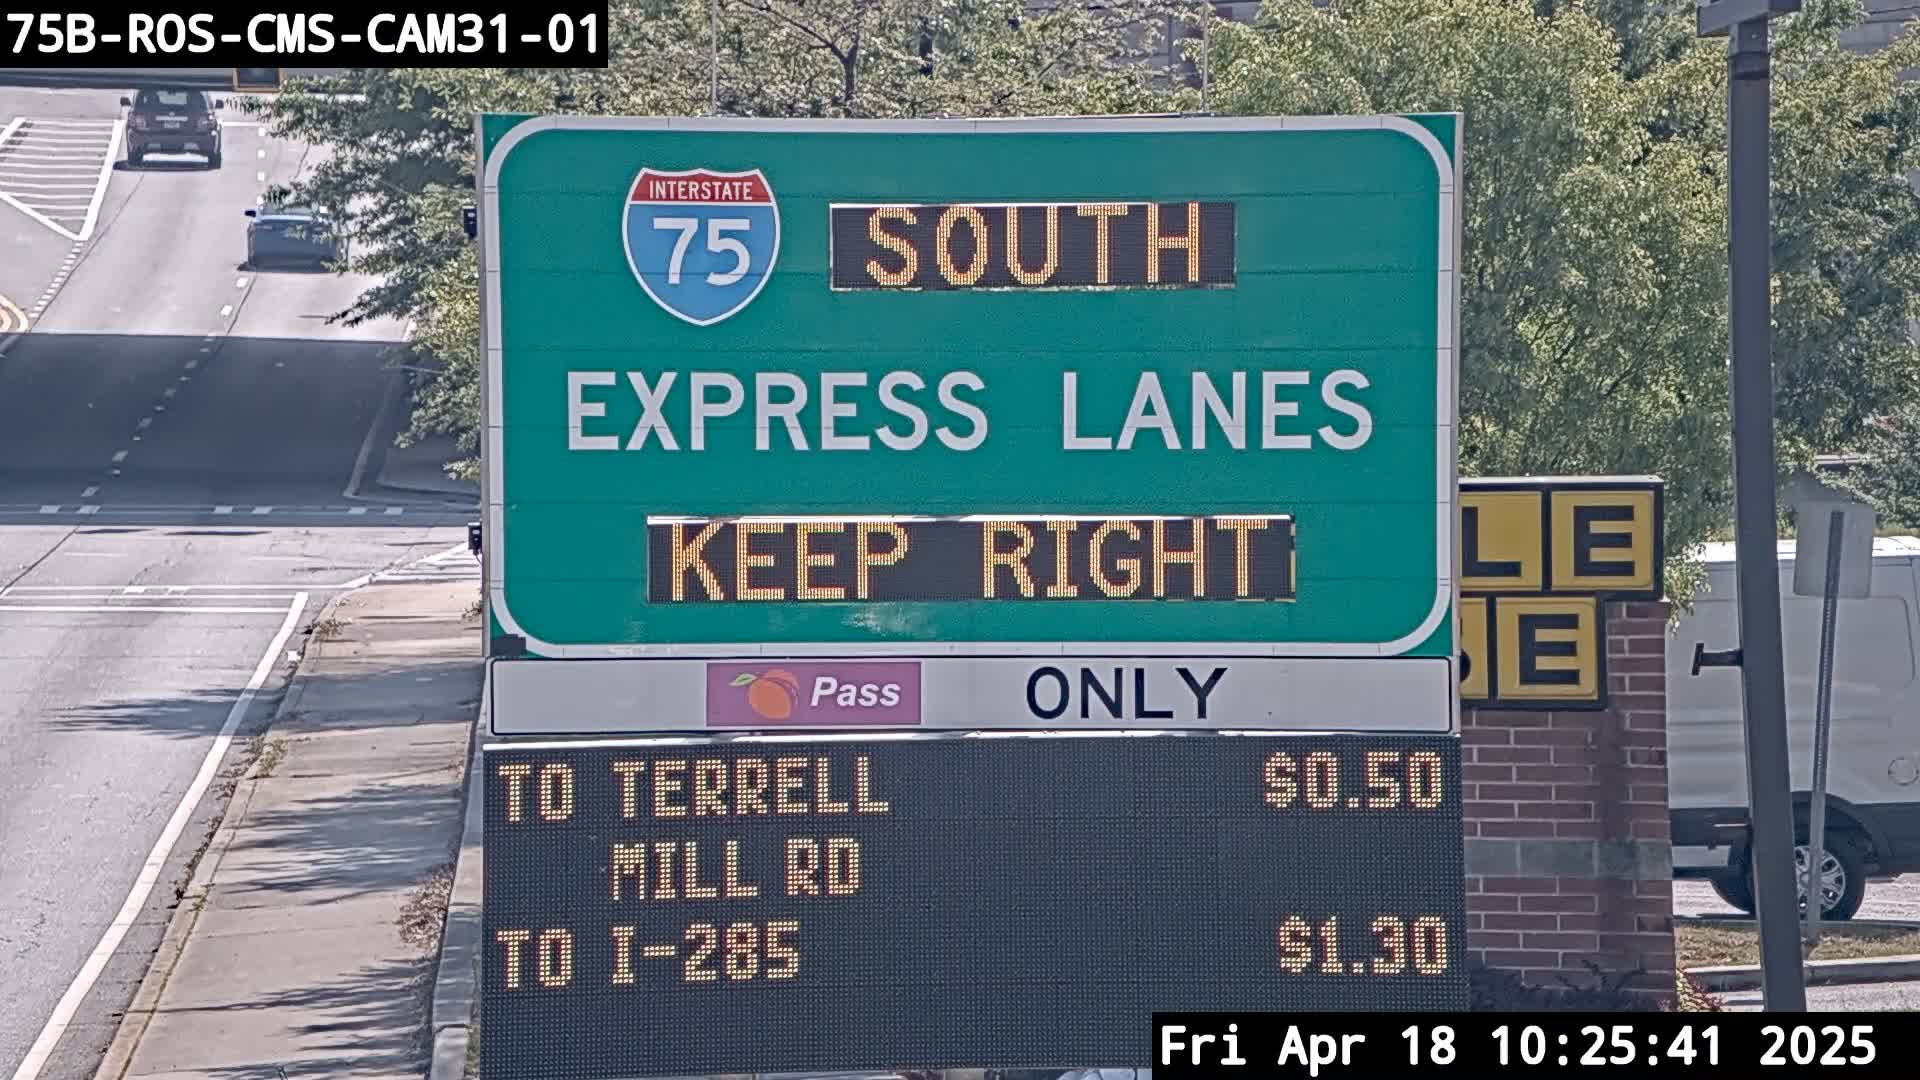 75B-ROS-CMS-CAM31-01
INTERSTATE
75
SOUTH
EXPRESS LANES
KEEP RIGHT
Pass ONLY
TO TERRELL $0.50
MILL RD
TO I-285 $1.30
LE
E
Fri Apr 18 10:25:41 2025